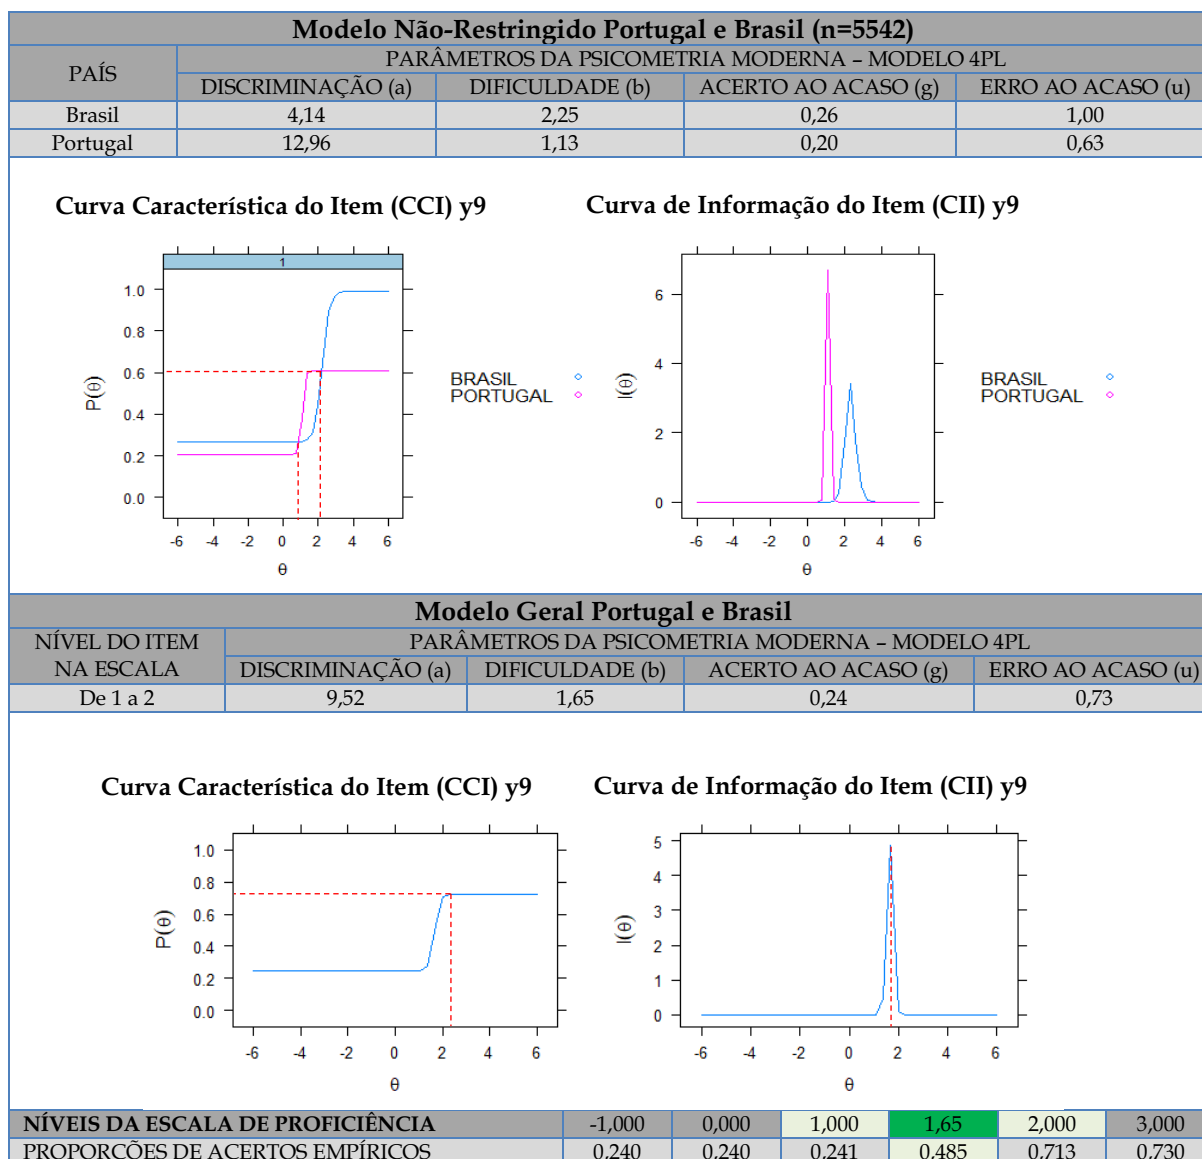 Modelo Não-Restringido Portugal e Brasil (n=5542)
PAÍS
PARÂMETROS DA PSICOMETRIA MODERNA – MODELO 4PL
DISCRIMINAÇÃO (a) DIFICULDADE (b) ACERTO AO ACASO (g) ERRO AO ACASO (u)
Brasil 4,14 2,25 0,26 1,00
Portugal 12,96 1,13 0,20 0,63
Curva Característica do Item (CCI) y9
Curva de Informação do Item (CII) y9
1
1.0
0.8
0.6
0.4
0.2
0.0
P(θ)
-6 -4 -2 0 2 4 6
θ
BRASIL
PORTUGAL
6
4
2
0
I(θ)
-6 -4 -2 0 2 4 6
θ
BRASIL
PORTUGAL
Modelo Geral Portugal e Brasil
NÍVEL DO ITEM NA ESCALA
PARÂMETROS DA PSICOMETRIA MODERNA – MODELO 4PL
DISCRIMINAÇÃO (a) DIFICULDADE (b) ACERTO AO ACASO (g) ERRO AO ACASO (u)
De 1 a 2 9,52 1,65 0,24 0,73
Curva Característica do Item (CCI) y9
Curva de Informação do Item (CII) y9
1.0
0.8
0.6
0.4
0.2
0.0
P(θ)
-6 -4 -2 0 2 4 6
θ
5
4
3
2
1
0
I(θ)
-6 -4 -2 0 2 4 6
θ
NÍVEIS DA ESCALA DE PROFICIÊNCIA -1,000 0,000 1,000 1,65 2,000 3,000
PROPORÇÕES DE ACERTOS EMPÍRICOS 0,240 0,240 0,241 0,485 0,713 0,730